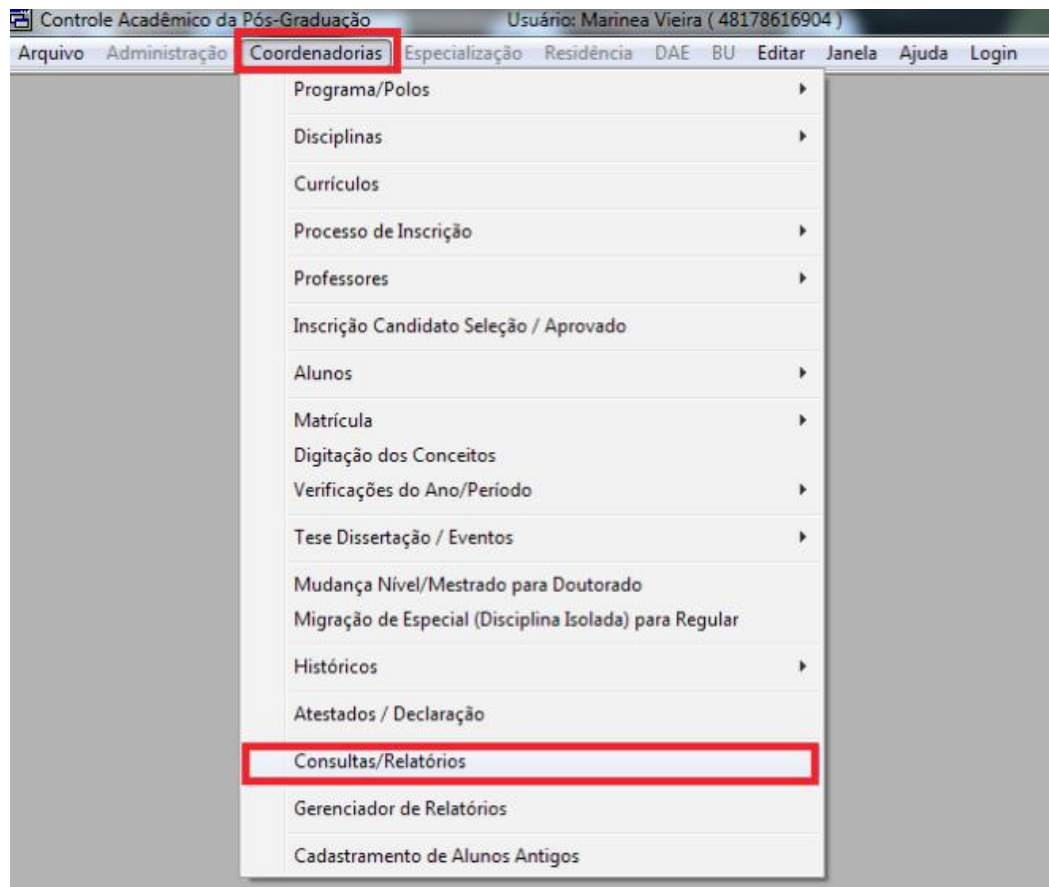 Controle Acadêmico da Pós-Graduação Usuário: Marinea Vieira ( 48178616904 )
Arquivo Administração Coordenadorias Especialização Residência DAE BU Editar Janela Ajuda Login
Programa/Polos
Disciplinas
Currículos
Processo de Inscrição
Professores
Inscrição Candidato Seleção / Aprovado
Alunos
Matrícula
Digitação dos Conceitos
Verificações do Ano/Período
Tese Dissertação / Eventos
Mudança Nível/Mestrado para Doutorado
Migração de Especial (Disciplina Isolada) para Regular
Históricos
Atestados / Declaração
Consultas/Relatórios
Gerenciador de Relatórios
Cadastramento de Alunos Antigos